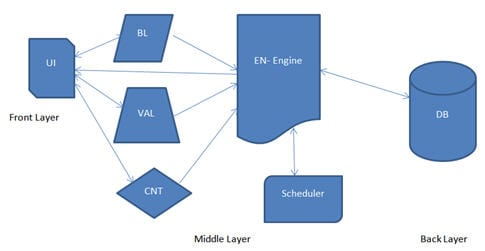 BL
UI
EN- Engine
VAL
DB
Front Layer
CNT
Scheduler
Middle Layer
Back Layer